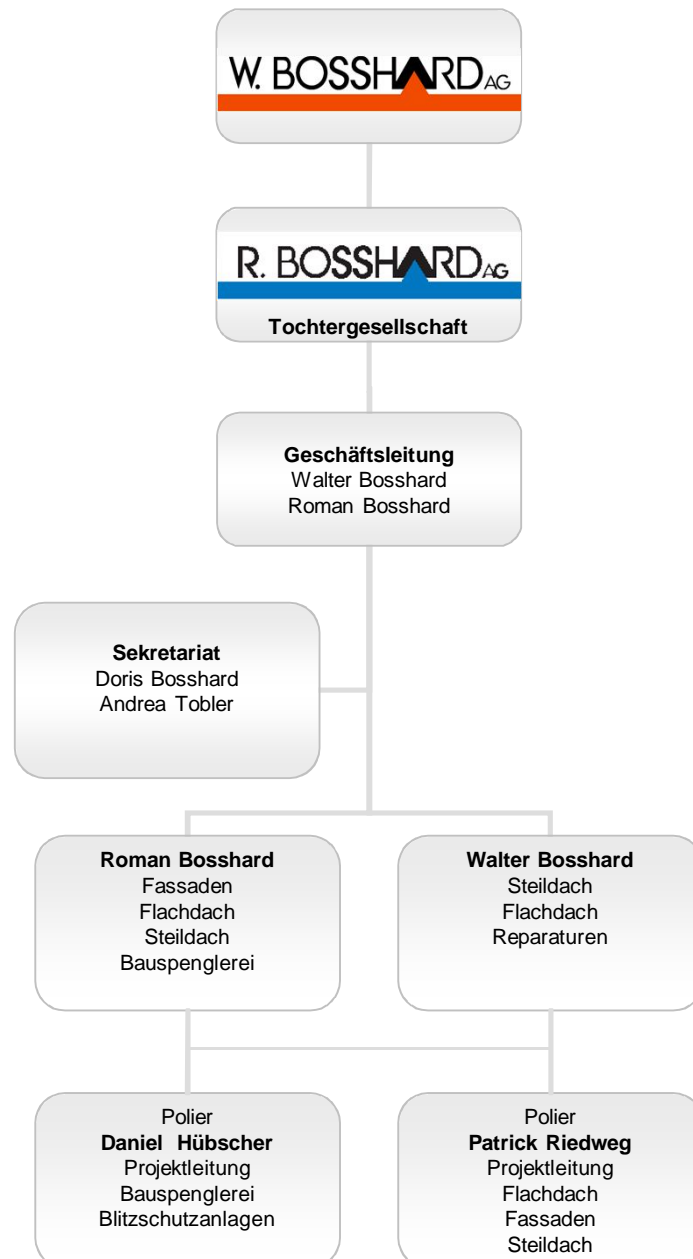 W. BOSSHARD AG
R. BOSSHARD AG
Tochtergesellschaft
Geschäftsleitung
Walter Bosshard
Roman Bosshard
Sekretariat
Doris Bosshard
Andrea Tobler
Roman Bosshard
Fassaden
Flachdach
Steildach
Bauspenglerei
Walter Bosshard
Steildach
Flachdach
Reparaturen
Polier
Daniel Hübscher
Projektleitung
Bauspenglerei
Blitzschutzanlagen
Polier
Patrick Riedweg
Projektleitung
Flachdach
Fassaden
Steildach